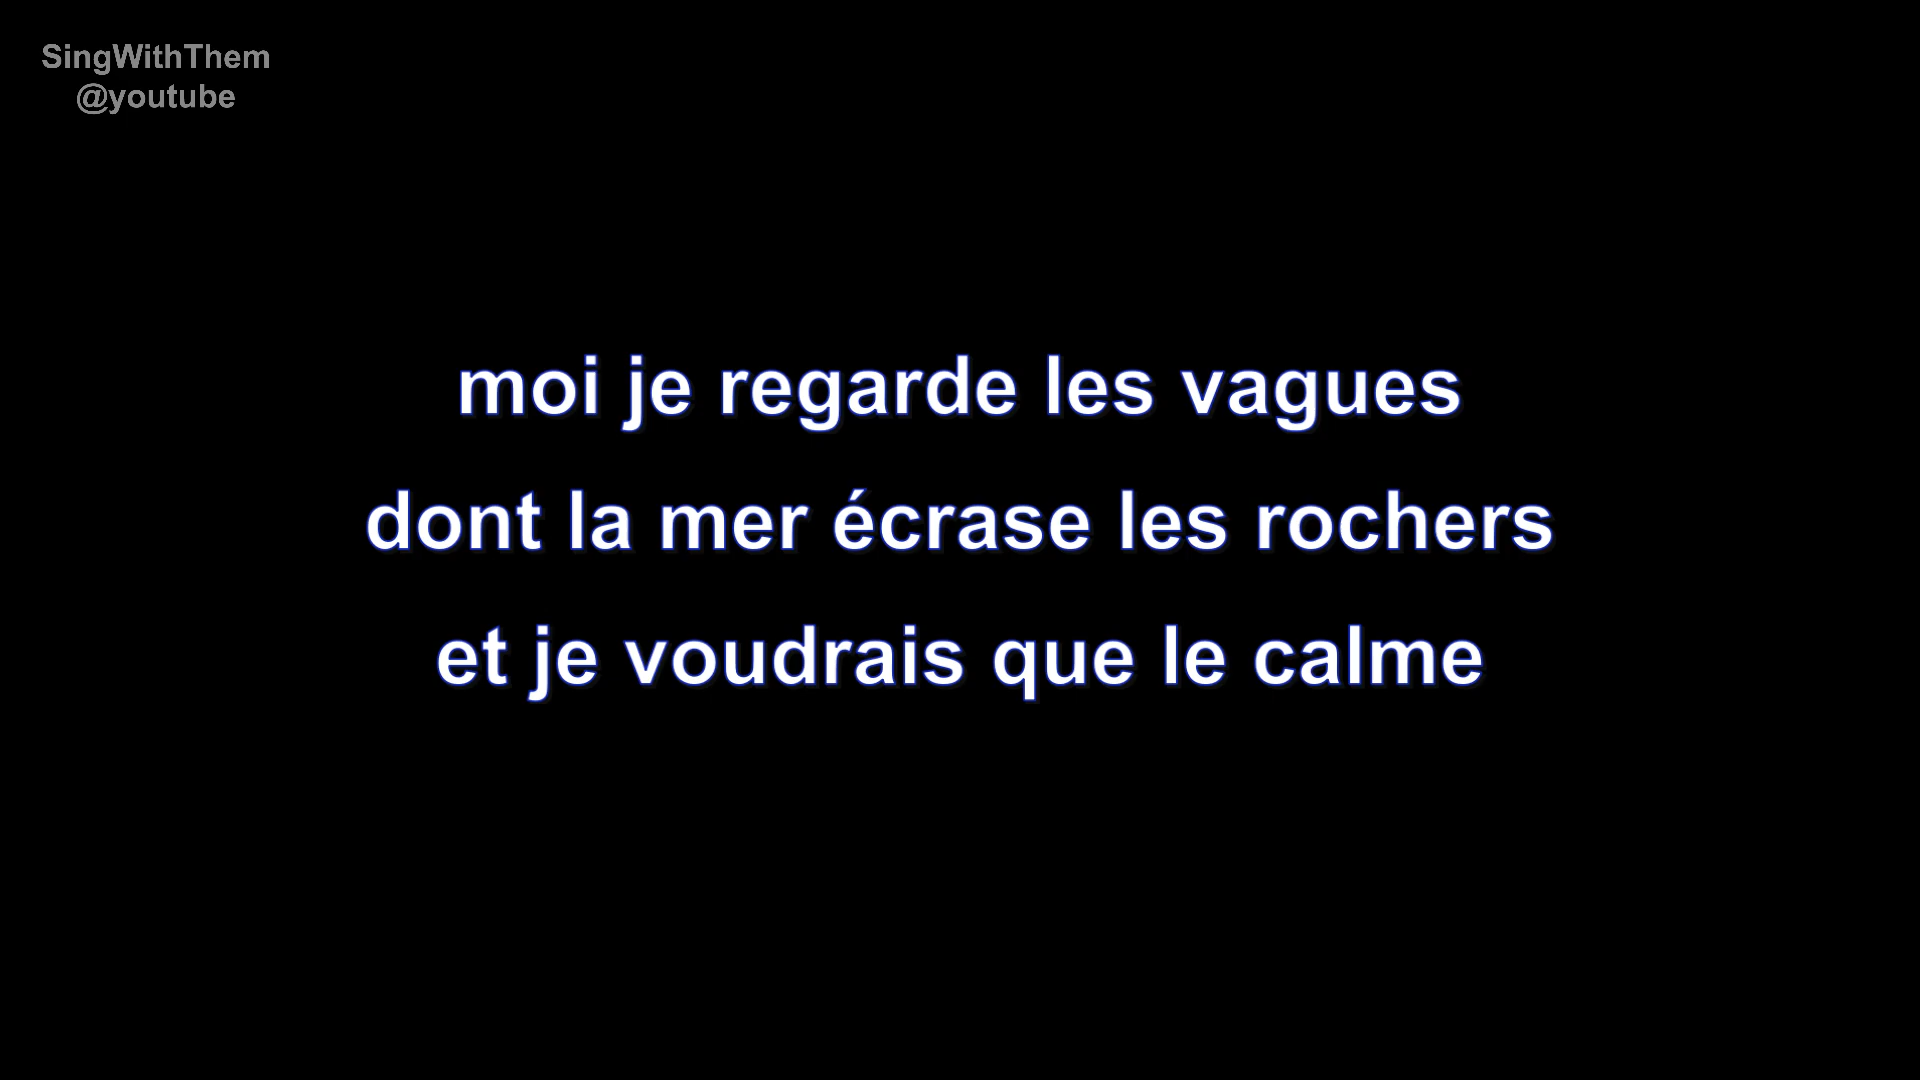 SingWithThem
@youtube
moi je regarde les vagues
dont la mer écrase les rochers
et je voudrais que le calme